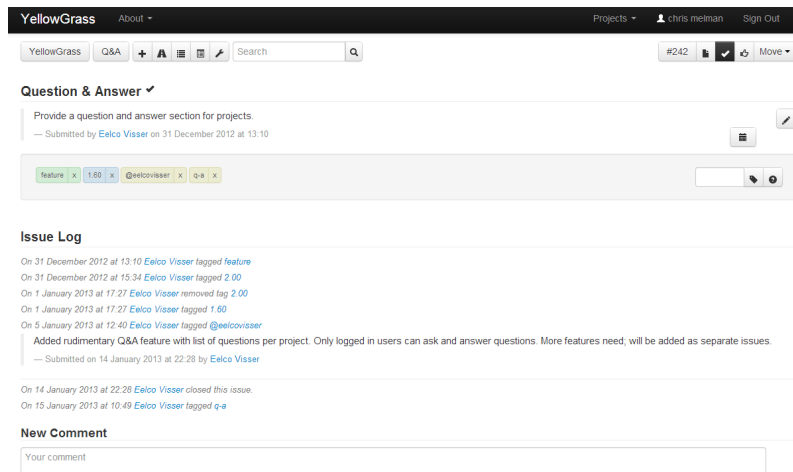 YellowGrass About Projects chris melman Sign Out
YellowGrass Q&A Search #242 Move
Question & Answer
Provide a question and answer section for projects.
— Submitted by Eelco Visser on 31 December 2012 at 13:10
feature x 1.60 x @eelcovisser x q-a x
Issue Log
On 31 December 2012 at 13:10 Eelco Visser tagged feature
On 31 December 2012 at 15:34 Eelco Visser tagged 2.00
On 1 January 2013 at 17:27 Eelco Visser removed tag 2.00
On 1 January 2013 at 17:27 Eelco Visser tagged 1.60
On 5 January 2013 at 12:40 Eelco Visser tagged @eelcovisser
Added rudimentary Q&A feature with list of questions per project. Only logged in users can ask and answer questions. More features need; will be added as separate issues.
— Submitted on 14 January 2013 at 22:28 by Eelco Visser
On 14 January 2013 at 22:28 Eelco Visser closed this issue.
On 15 January 2013 at 10:49 Eelco Visser tagged q-a
New Comment
Your comment